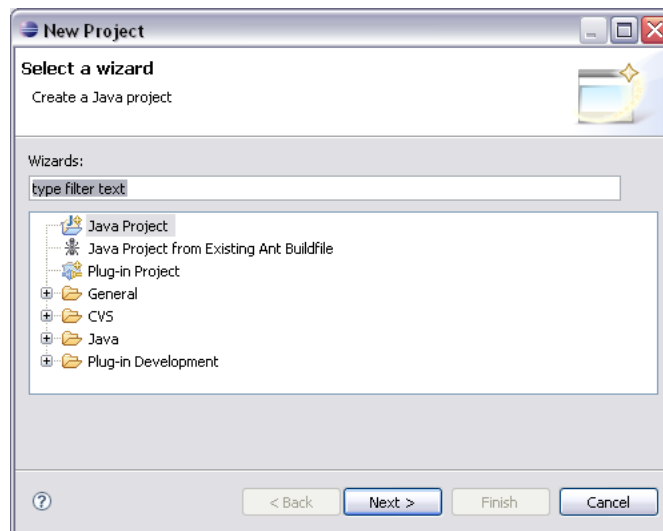 New Project
Select a wizard
Create a Java project
Wizards:
type filter text
Java Project
Java Project from Existing Ant Buildfile
Plug-in Project
General
CVS
Java
Plug-in Development
?
< Back Next > Finish Cancel